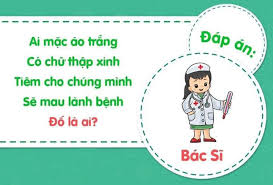 Ai mặc áo trắng
Có chữ thập xinh
Tiêm cho chúng mình
Sẽ mau lành bệnh
Đố là ai?
Đáp án:
Bác Sĩ